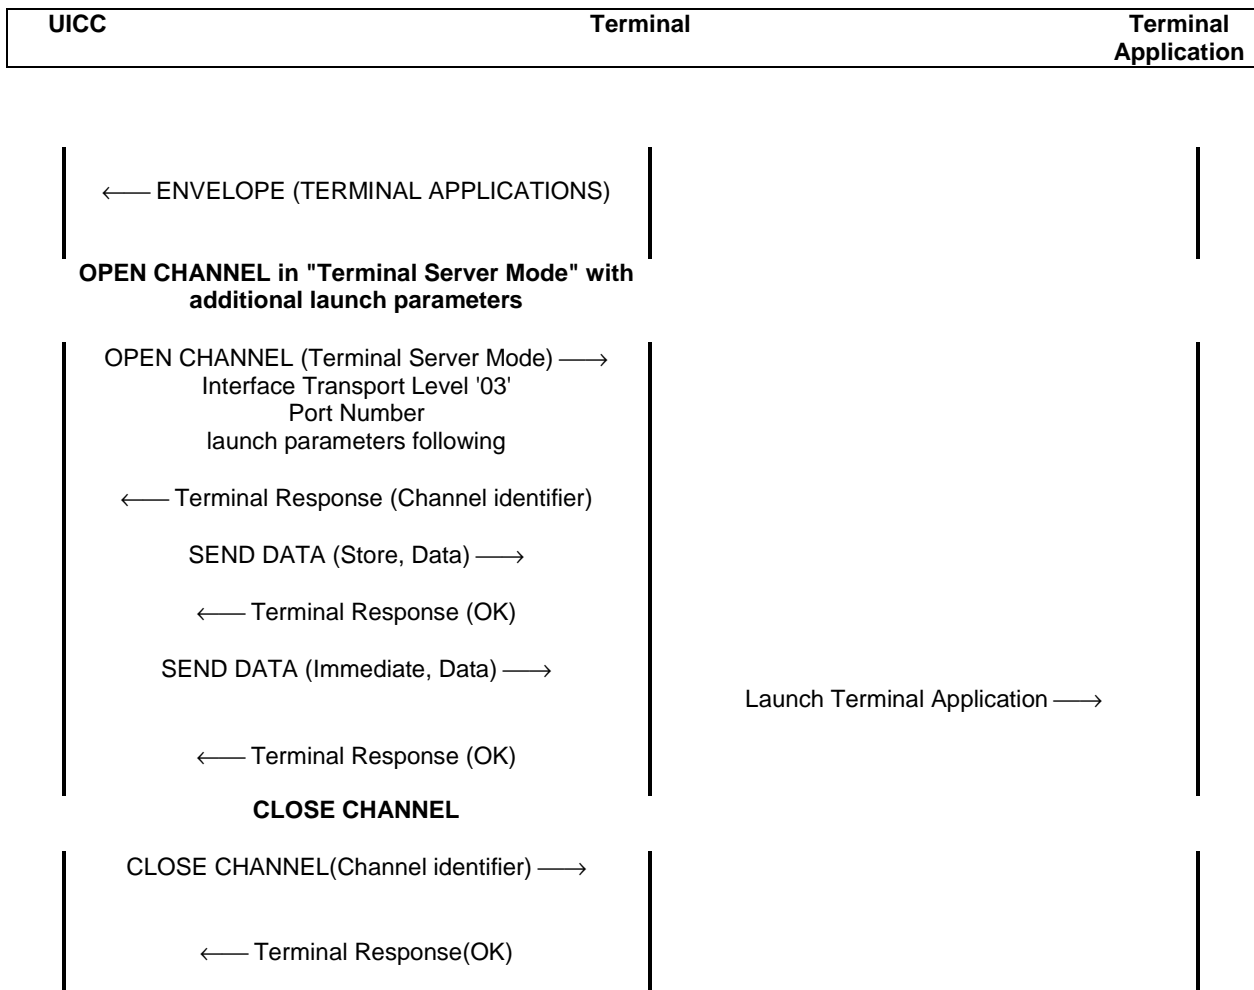 UICC Terminal Terminal
Application
← ENVELOPE (TERMINAL APPLICATIONS)
OPEN CHANNEL in "Terminal Server Mode" with
additional launch parameters
OPEN CHANNEL (Terminal Server Mode) →
Interface Transport Level '03'
Port Number
launch parameters following
← Terminal Response (Channel identifier)
SEND DATA (Store, Data) →
← Terminal Response (OK)
SEND DATA (Immediate, Data) →
Launch Terminal Application →
← Terminal Response (OK)
CLOSE CHANNEL
CLOSE CHANNEL(Channel identifier) →
← Terminal Response(OK)